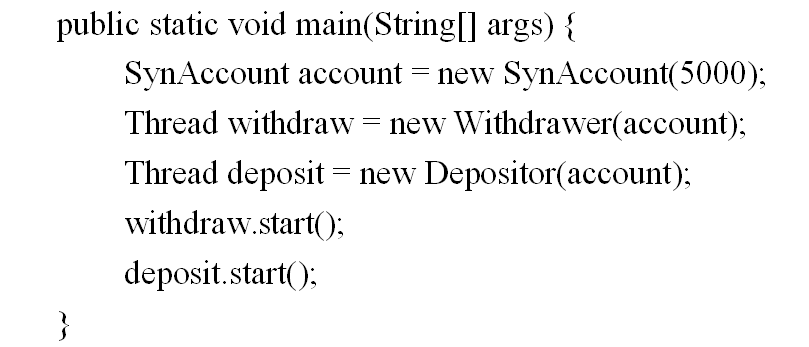 public static void main(String[] args) {
SynAccount account = new SynAccount(5000);
Thread withdraw = new Withdrawer(account);
Thread deposit = new Depositor(account);
withdraw.start();
deposit.start();
}